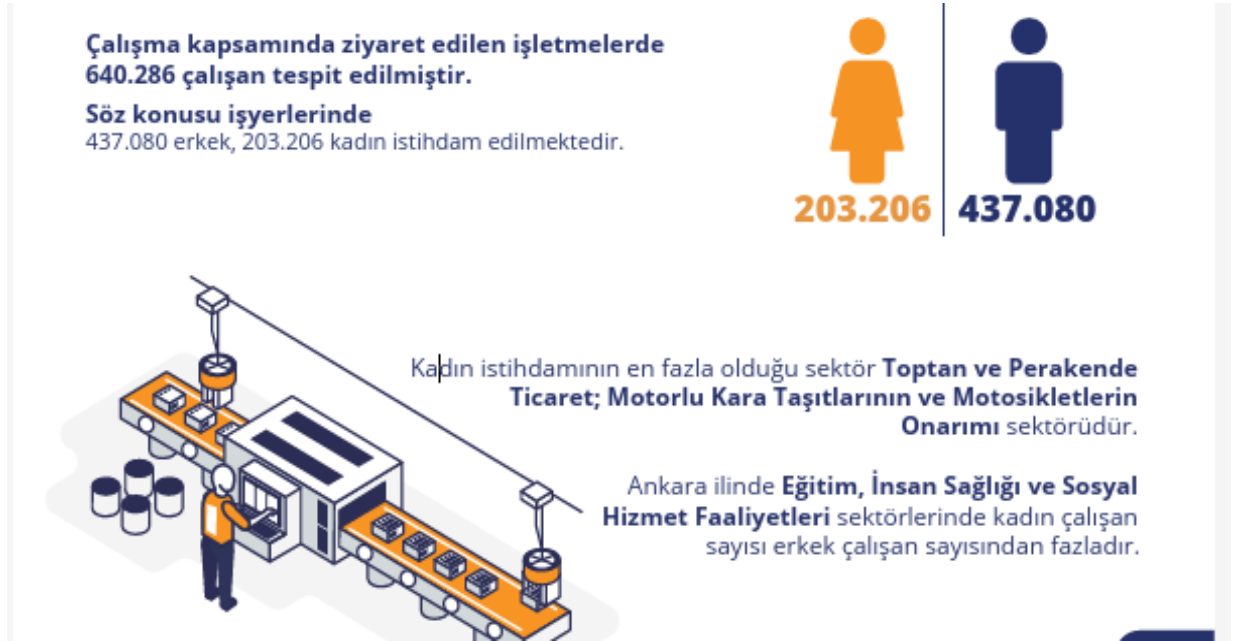 Çalışma kapsamında ziyaret edilen işletmelerde
640.286 çalışan tespit edilmiştir.
Söz konusu işyerlerinde
437.080 erkek, 203.206 kadın istihdam edilmektedir.
203.206
437.080
Kadın istihdamının en fazla olduğu sektör Toptan ve Perakende
Ticaret; Motorlu Kara Taşıtlarının ve Motosikletlerin
Onarımı sektörüdür.
Ankara ilinde Eğitim, İnsan Sağlığı ve Sosyal
Hizmet Faaliyetleri sektörlerinde kadın çalışan
sayısı erkek çalışan sayısından fazladır.